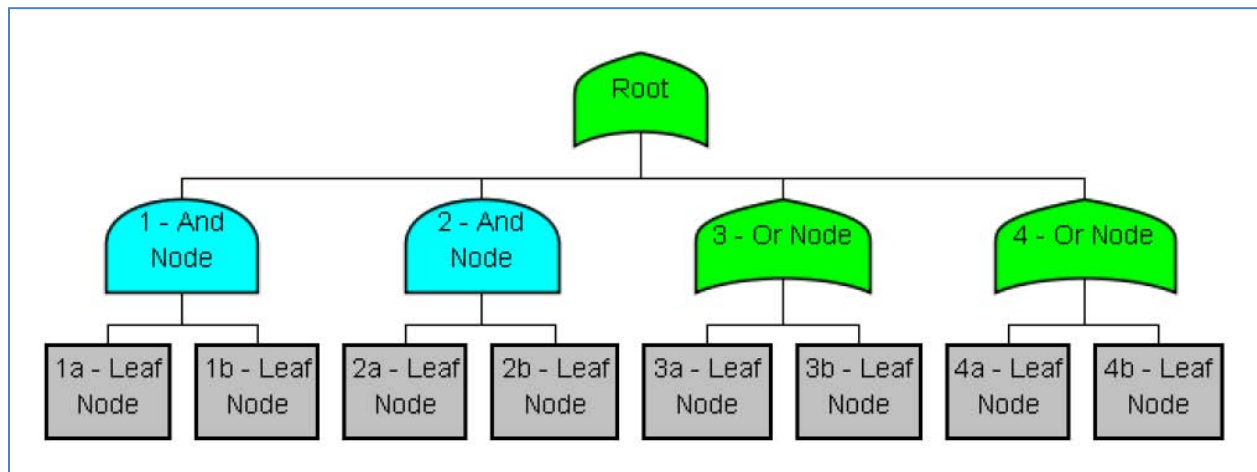 Root
1 - And
Node
2 - And
Node
3 - Or Node
4 - Or Node
1a - Leaf
Node
1b - Leaf
Node
2a - Leaf
Node
2b - Leaf
Node
3a - Leaf
Node
3b - Leaf
Node
4a - Leaf
Node
4b - Leaf
Node